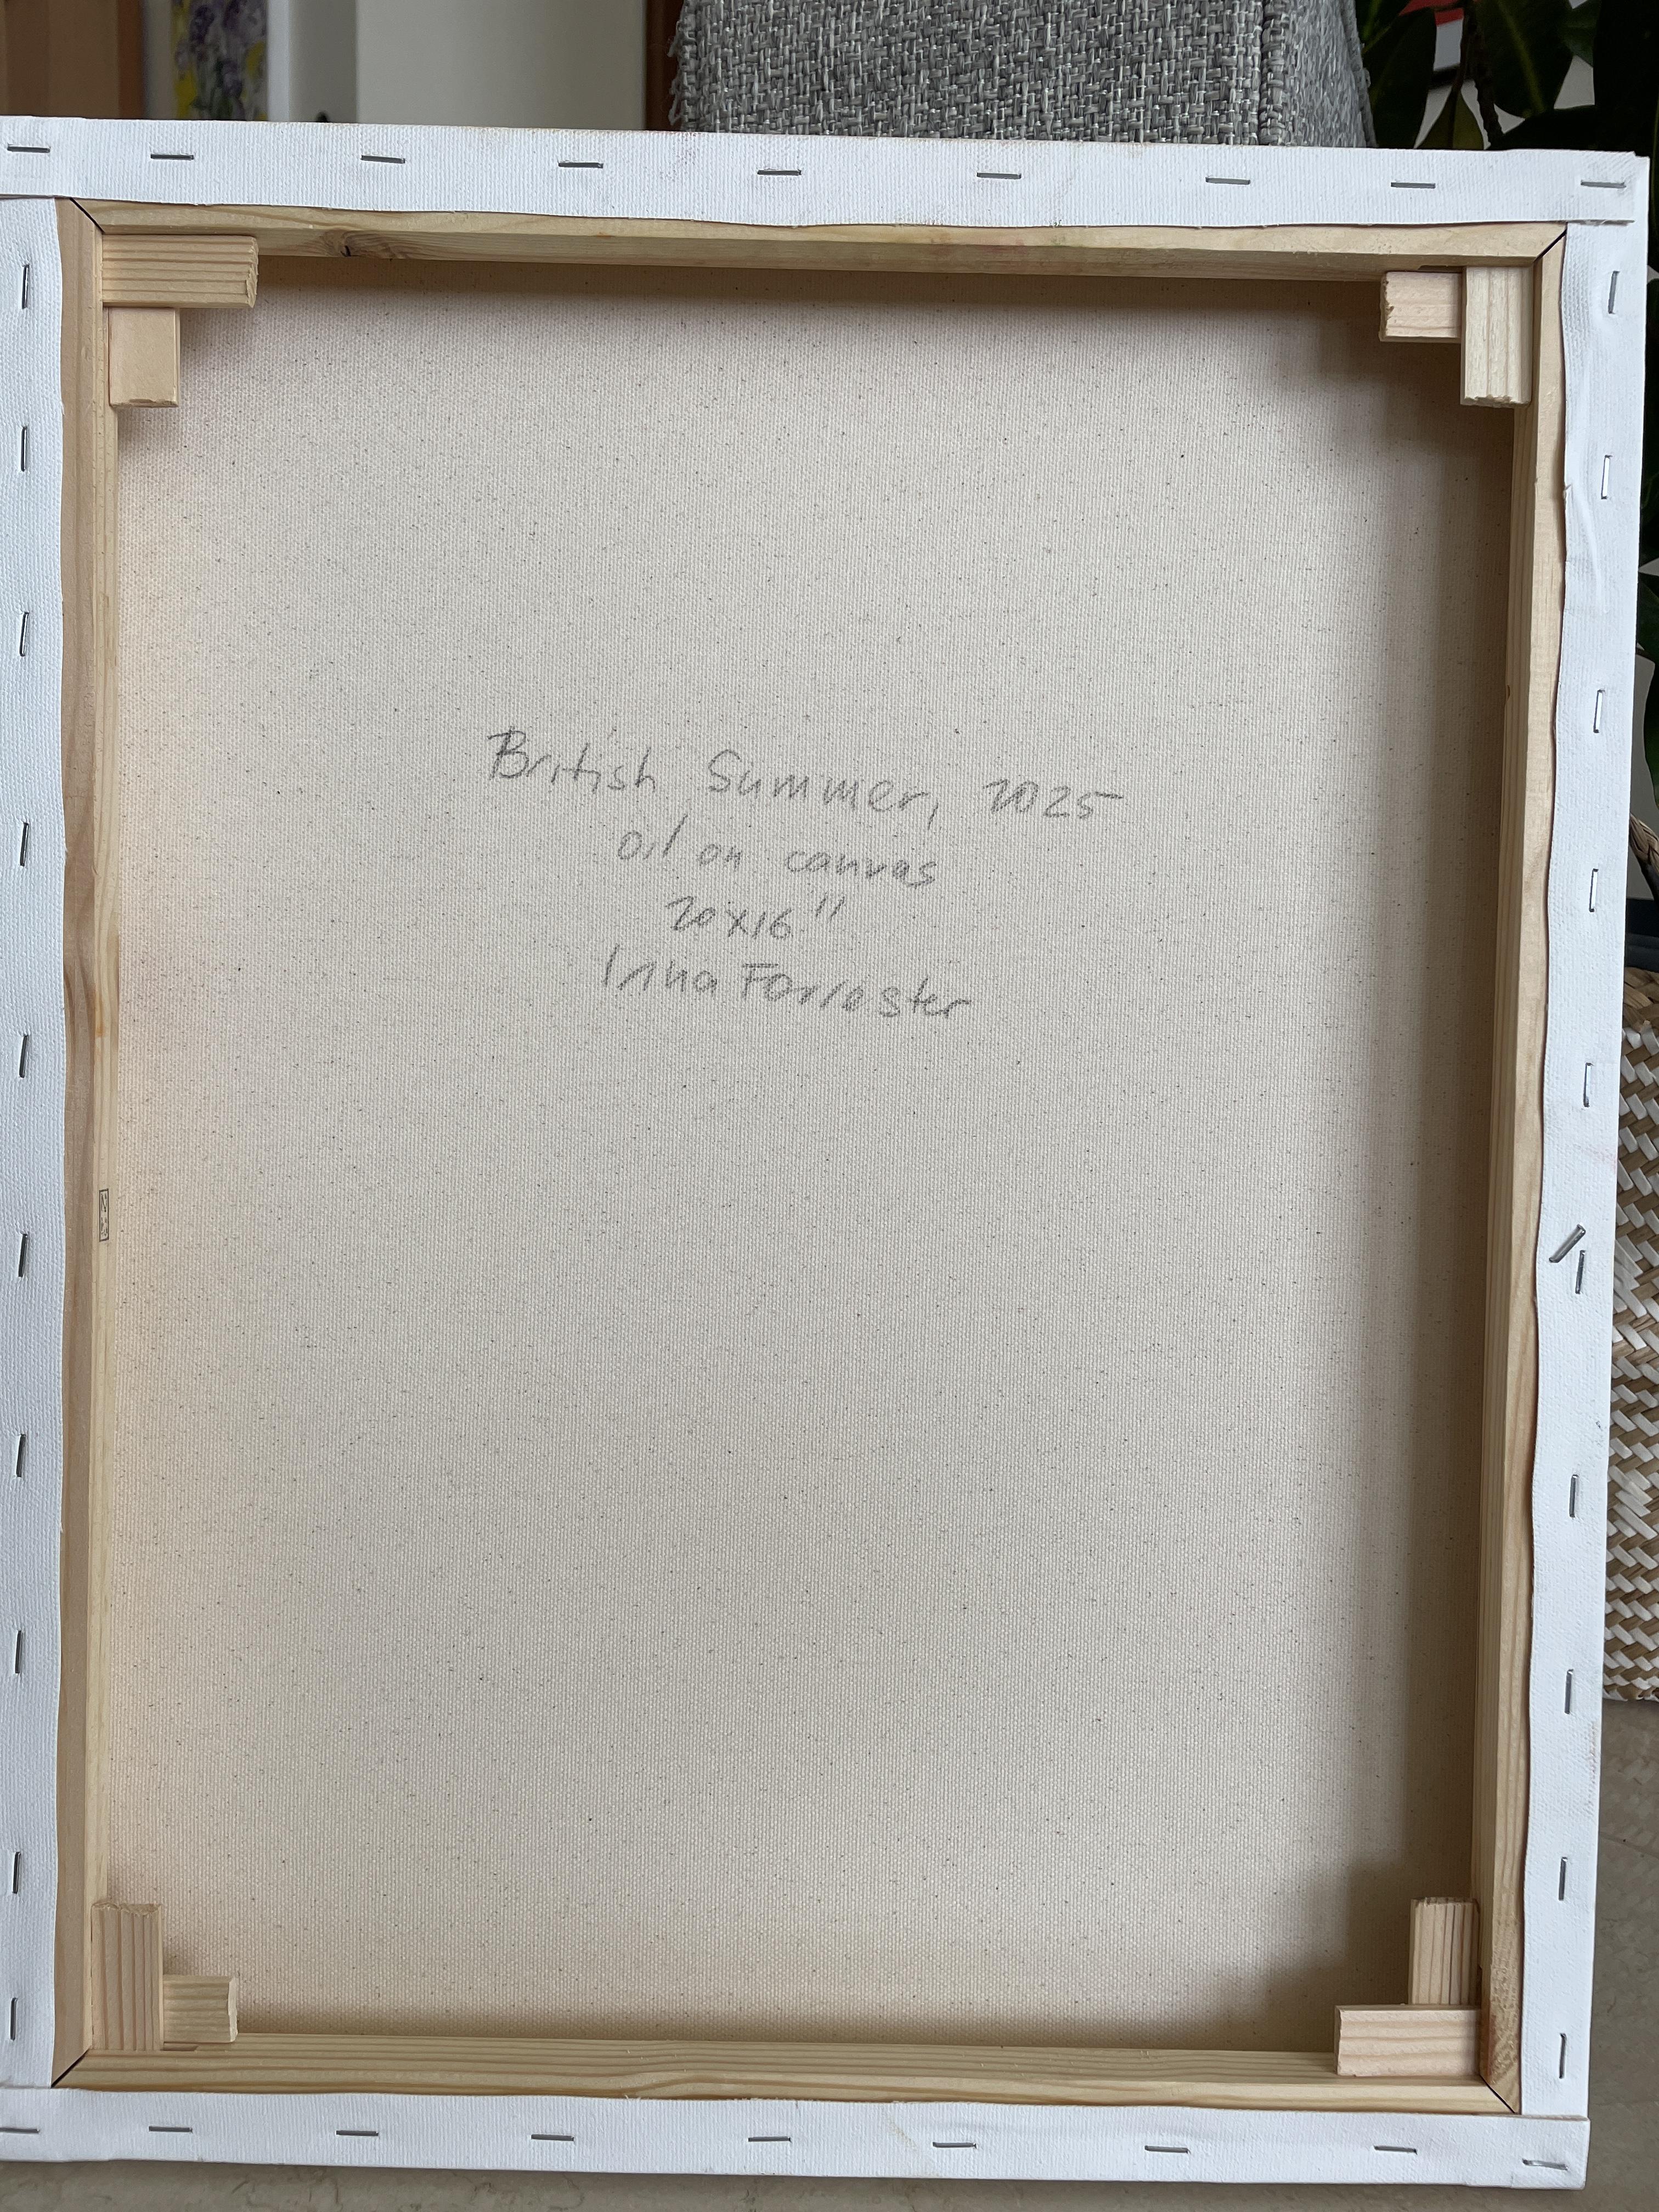 British Summer, 2025
oil on canvas
20x16"
Irina Forrester